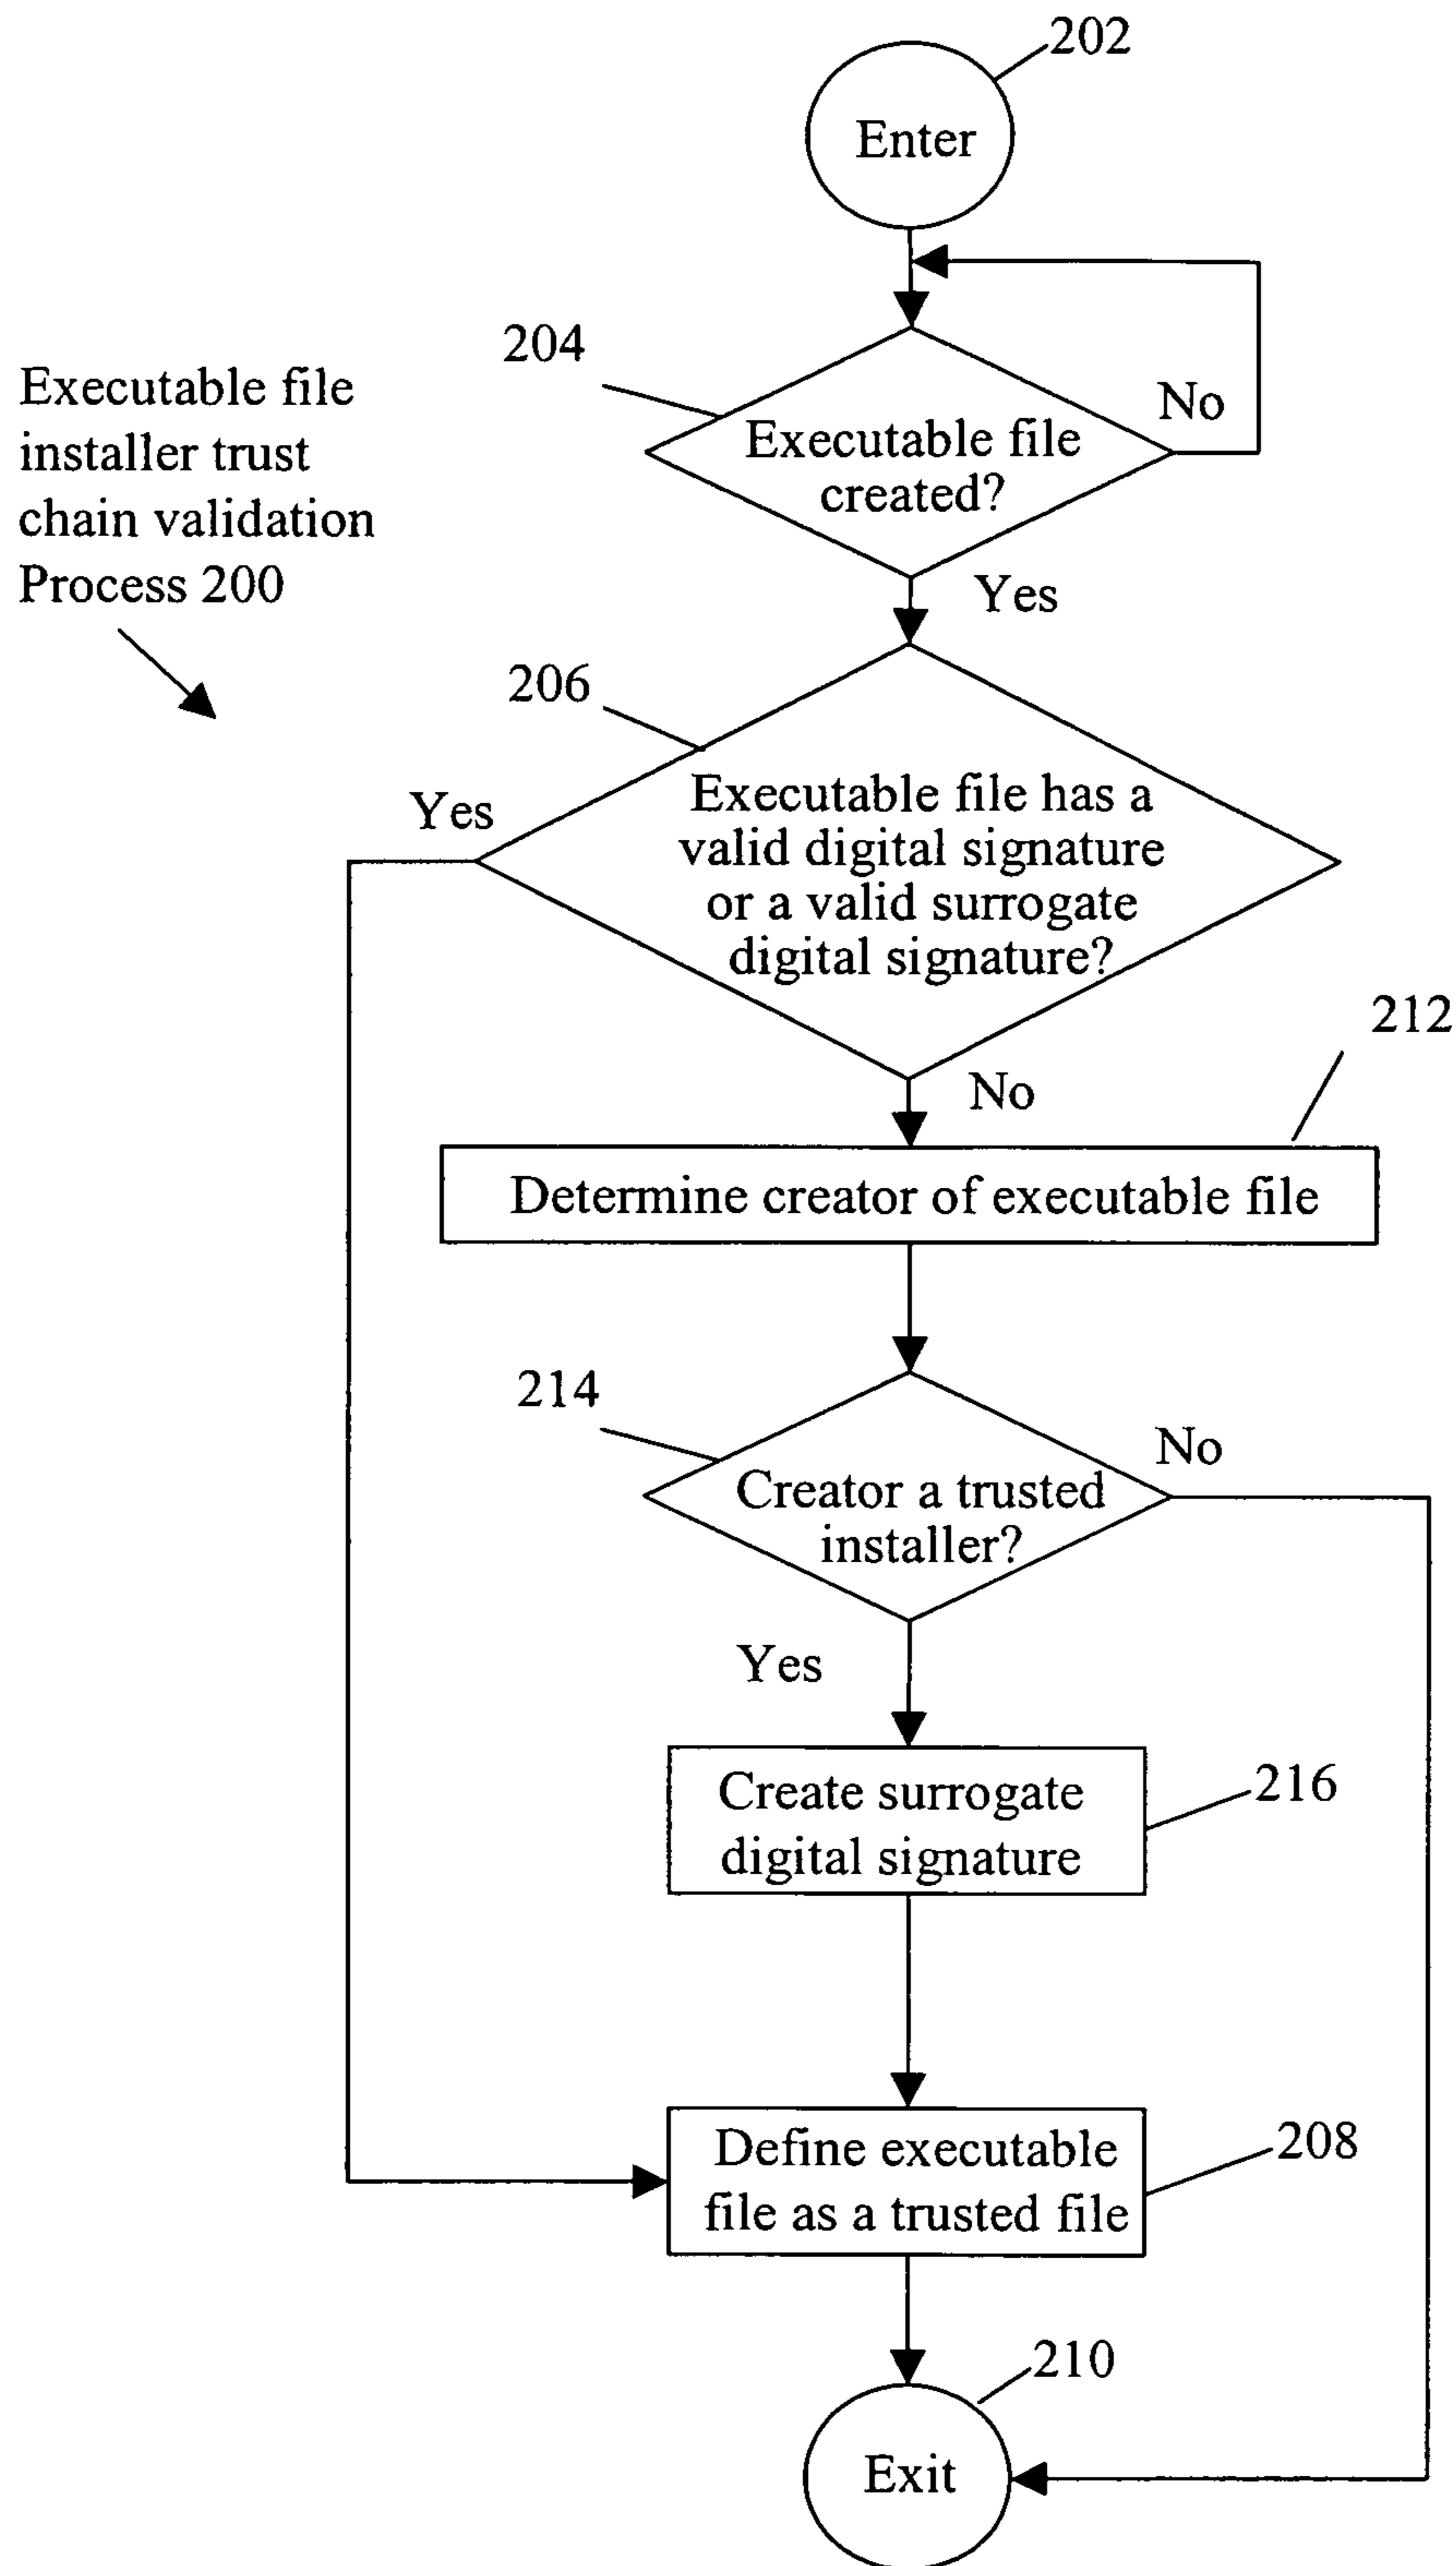 202
Enter
204
No
Executable file
created?
Executable file
installer trust
chain validation
Process 200
Yes
206
Yes
Executable file has a
valid digital signature
or a valid surrogate
digital signature?
212
No
Determine creator of executable file
214
No
Creator a trusted
installer?
Yes
Create surrogate
digital signature
216
Define executable
file as a trusted file
208
210
Exit